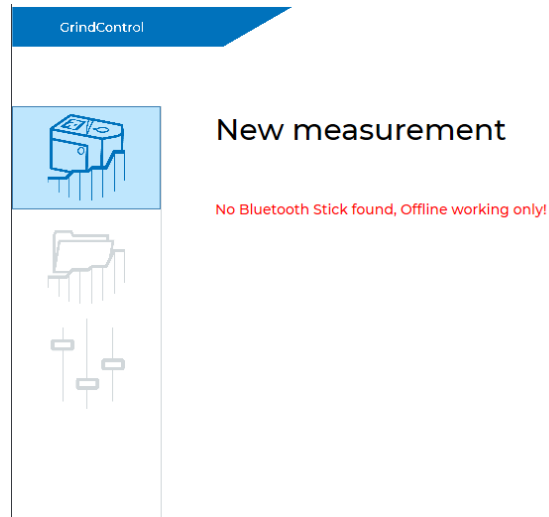 GrindControl
New measurement
No Bluetooth Stick found, Offline working only!